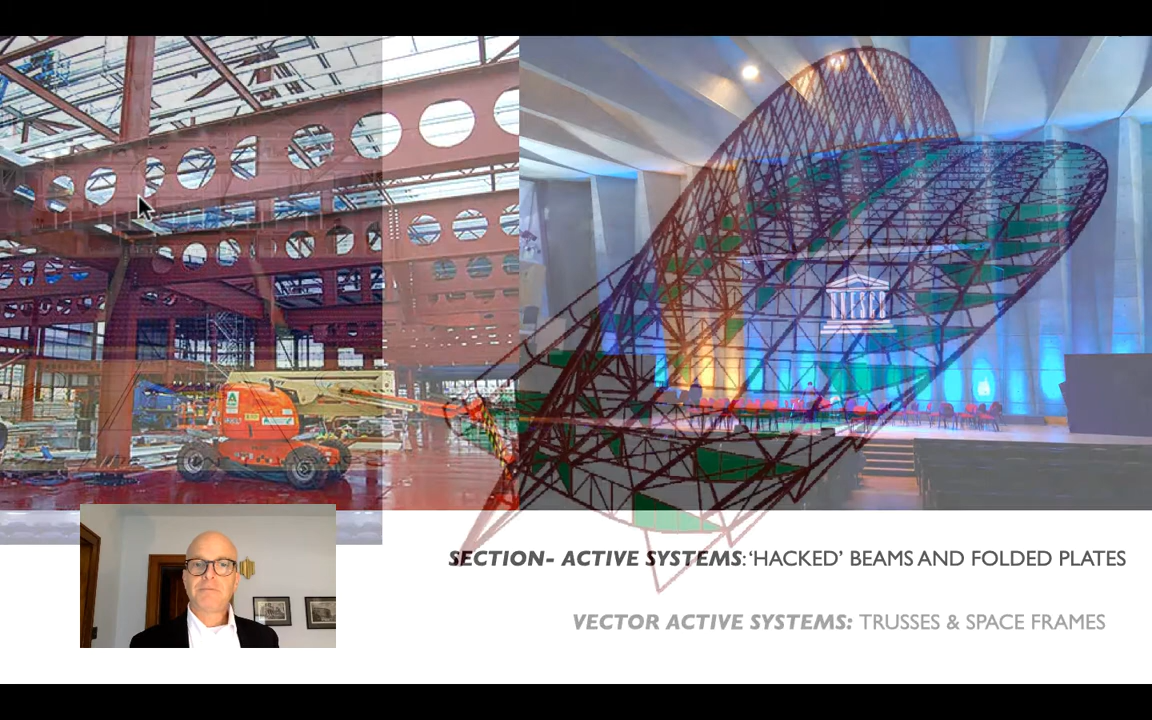 SECTION- ACTIVE SYSTEMS: ‘HACKED’ BEAMS AND FOLDED PLATES
VECTOR ACTIVE SYSTEMS: TRUSSES & SPACE FRAMES